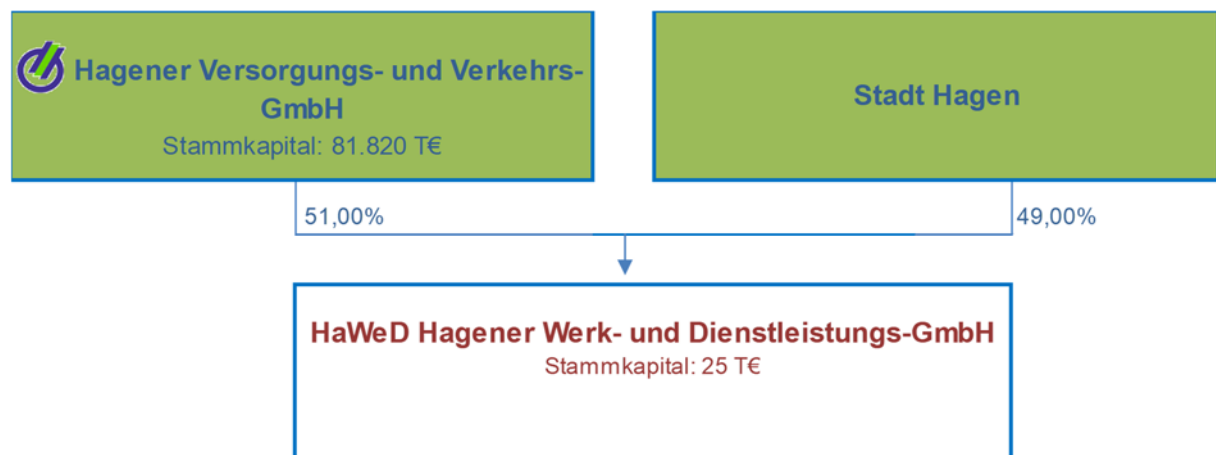 Hagener Versorgungs- und Verkehrs-
GmbH
Stammkapital: 81.820 T€
Stadt Hagen
51,00%
49,00%
HaWeD Hagener Werk- und Dienstleistungs-GmbH
Stammkapital: 25 T€